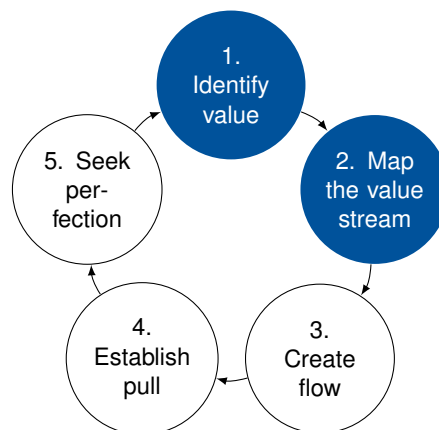 1.
Identify
value
2. Map
the value
stream
3.
Create
flow
4.
Establish
pull
5. Seek
per-
fection